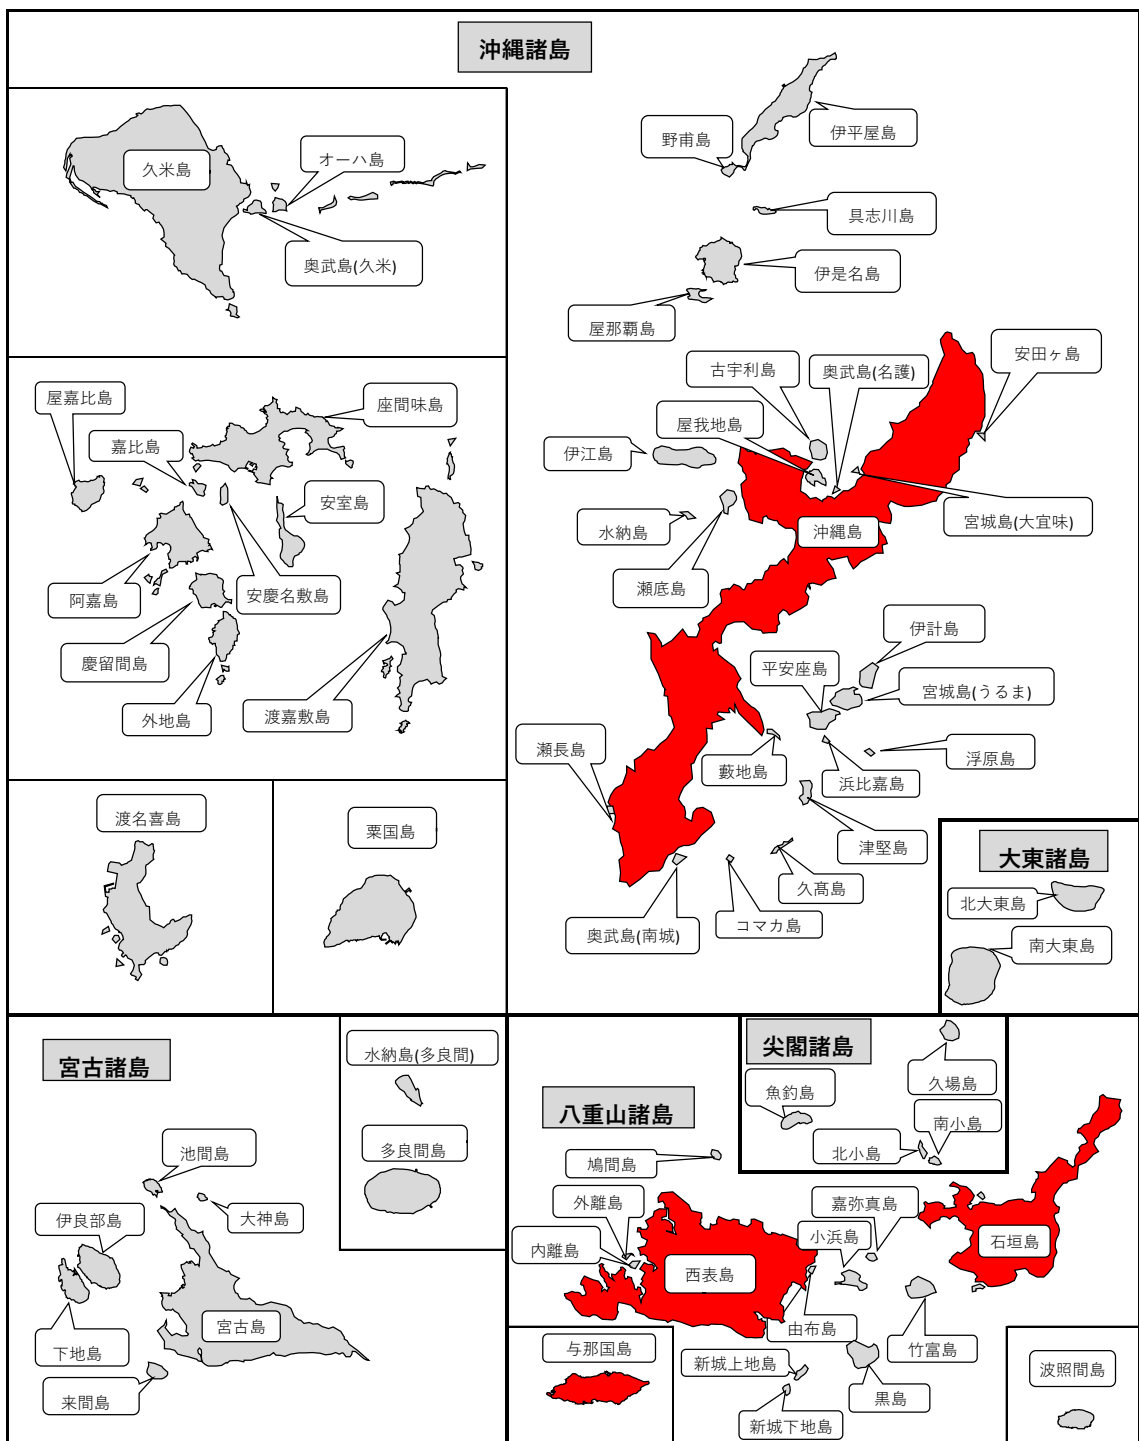 沖縄諸島
久米島
オーハ島
奥武島(久米)
野甫島
伊平屋島
具志川島
伊是名島
屋那覇島
古宇利島
奥武島(名護)
安田ヶ島
屋我地島
伊江島
水納島
瀬底島
沖縄島
宮城島(大宜味)
伊計島
平安座島
宮城島(うるま)
瀬長島
藪地島
浜比嘉島
浮原島
津堅島
久髙島
コマカ島
奥武島(南城)
屋嘉比島
座間味島
嘉比島
安室島
阿嘉島
安慶名敷島
慶留間島
外地島
渡嘉敷島
渡名喜島
粟国島
大東諸島
北大東島
南大東島
宮古諸島
水納島(多良間)
多良間島
池間島
大神島
伊良部島
宮古島
下地島
来間島
尖閣諸島
久場島
魚釣島
南小島
北小島
八重山諸島
鳩間島
外離島
嘉弥真島
内離島
小浜島
西表島
石垣島
由布島
竹富島
与那国島
新城上地島
黒島
新城下地島
波照間島